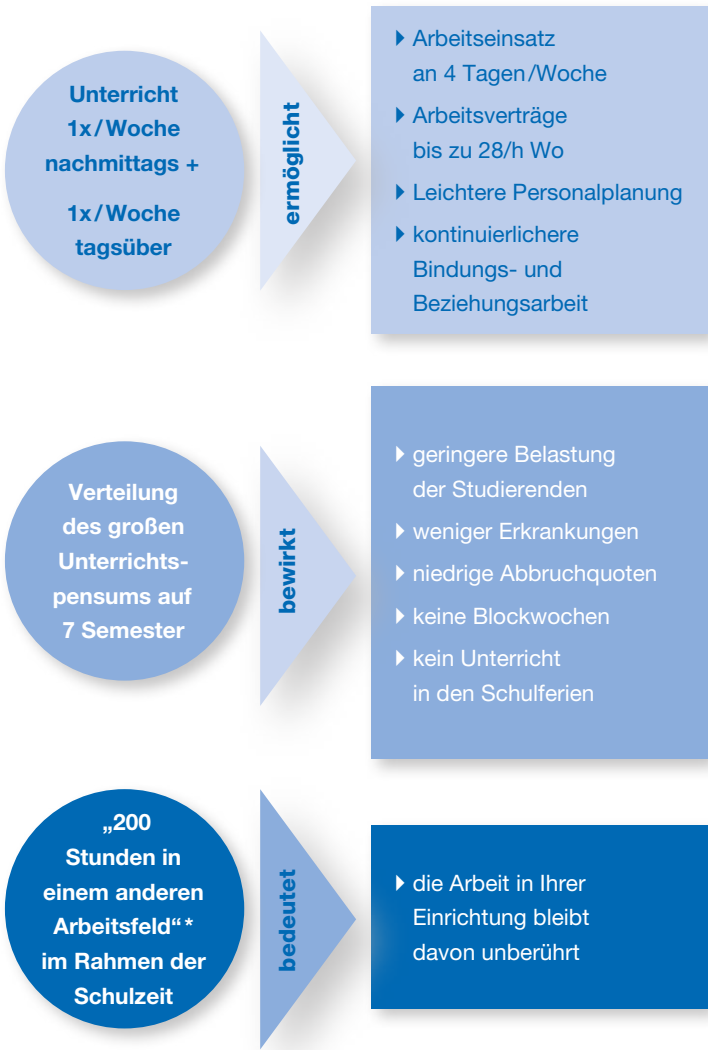 Unterricht
1x/Woche
nachmittags +
1x/Woche
tagsüber
ermöglicht
Arbeitseinsatz
an 4 Tagen/Woche
Arbeitsverträge
bis zu 28/h Wo
Leichtere Personalplanung
kontinuierlichere
Bindungs- und
Beziehungsarbeit
Verteilung
des großen
Unterrichts-
pensums auf
7 Semester
bewirkt
geringere Belastung
der Studierenden
weniger Erkrankungen
niedrige Abbruchquoten
keine Blockwochen
kein Unterricht
in den Schulferien
„200
Stunden in
einem anderen
Arbeitsfeld“*
im Rahmen der
Schulzeit
bedeutet
die Arbeit in Ihrer
Einrichtung bleibt
davon unberührt